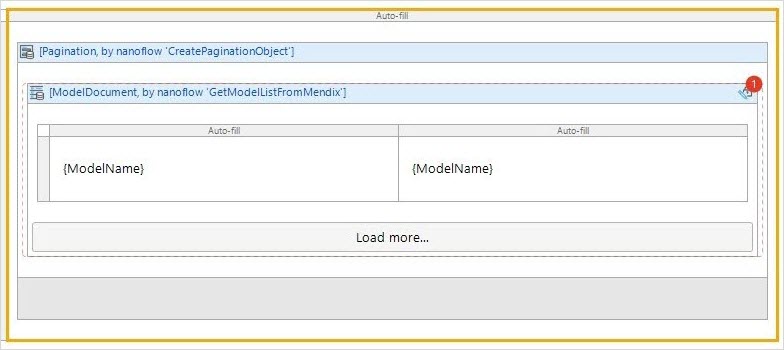 Auto-fill
[Pagination, by nanoflow 'CreatePaginationObject']
[ModelDocument, by nanoflow 'GetModelListFromMendix']
1
Auto-fill Auto-fill
{ModelName} {ModelName}
Load more...